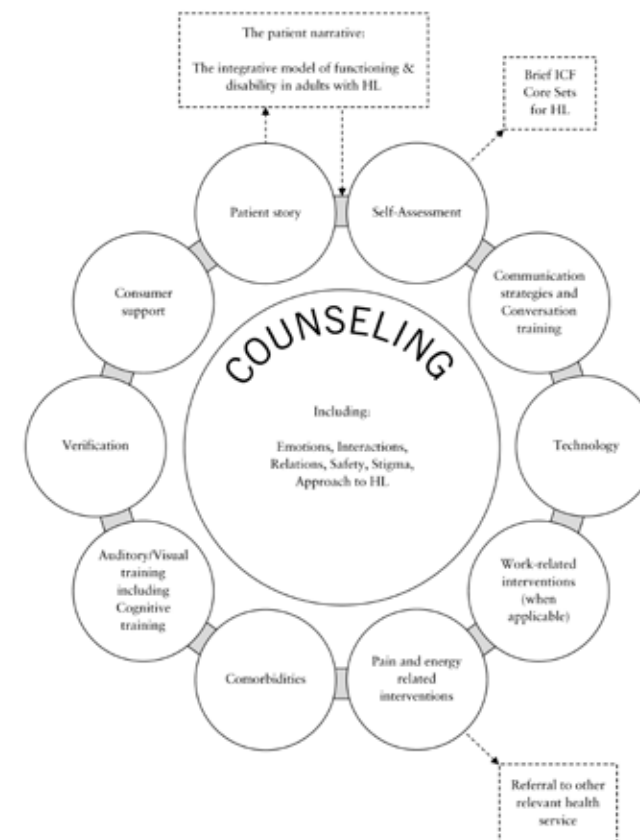 The patient narrative:
The integrative model of functioning &
disability in adults with HL
Brief ICF
Core Sets
for HL
Patient story
Self-Assessment
Consumer
support
Communication
strategies and
Conversation
training
COUNSELING
Including:
Emotions, Interactions,
Relations, Safety, Stigma,
Approach to HL
Verification
Technology
Auditory/Visual
training
including
Cognitive
training
Work-related
interventions
(when
applicable)
Comorbidities
Pain and energy
related
interventions
Referral to other
relevant health
service